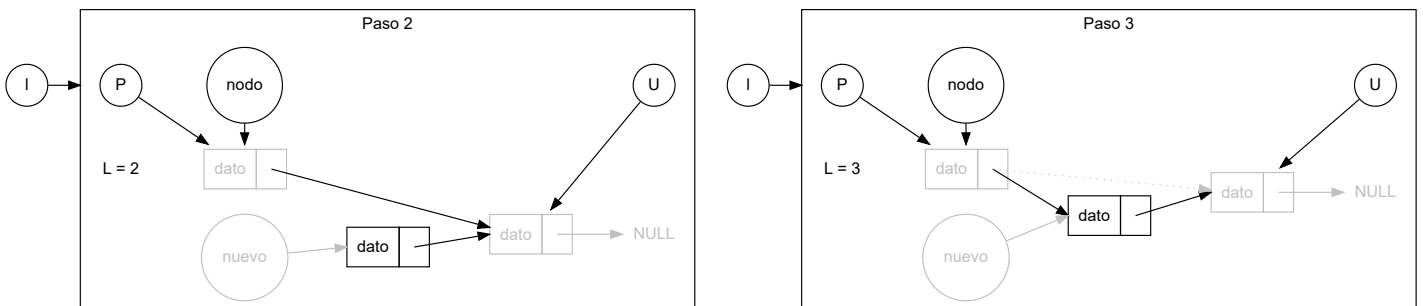 Paso 2
I
P
nodo
U
dato
L = 2
dato
NULL
dato
nuevo
Paso 3
I
P
nodo
U
dato
L = 3
dato
NULL
dato
nuevo